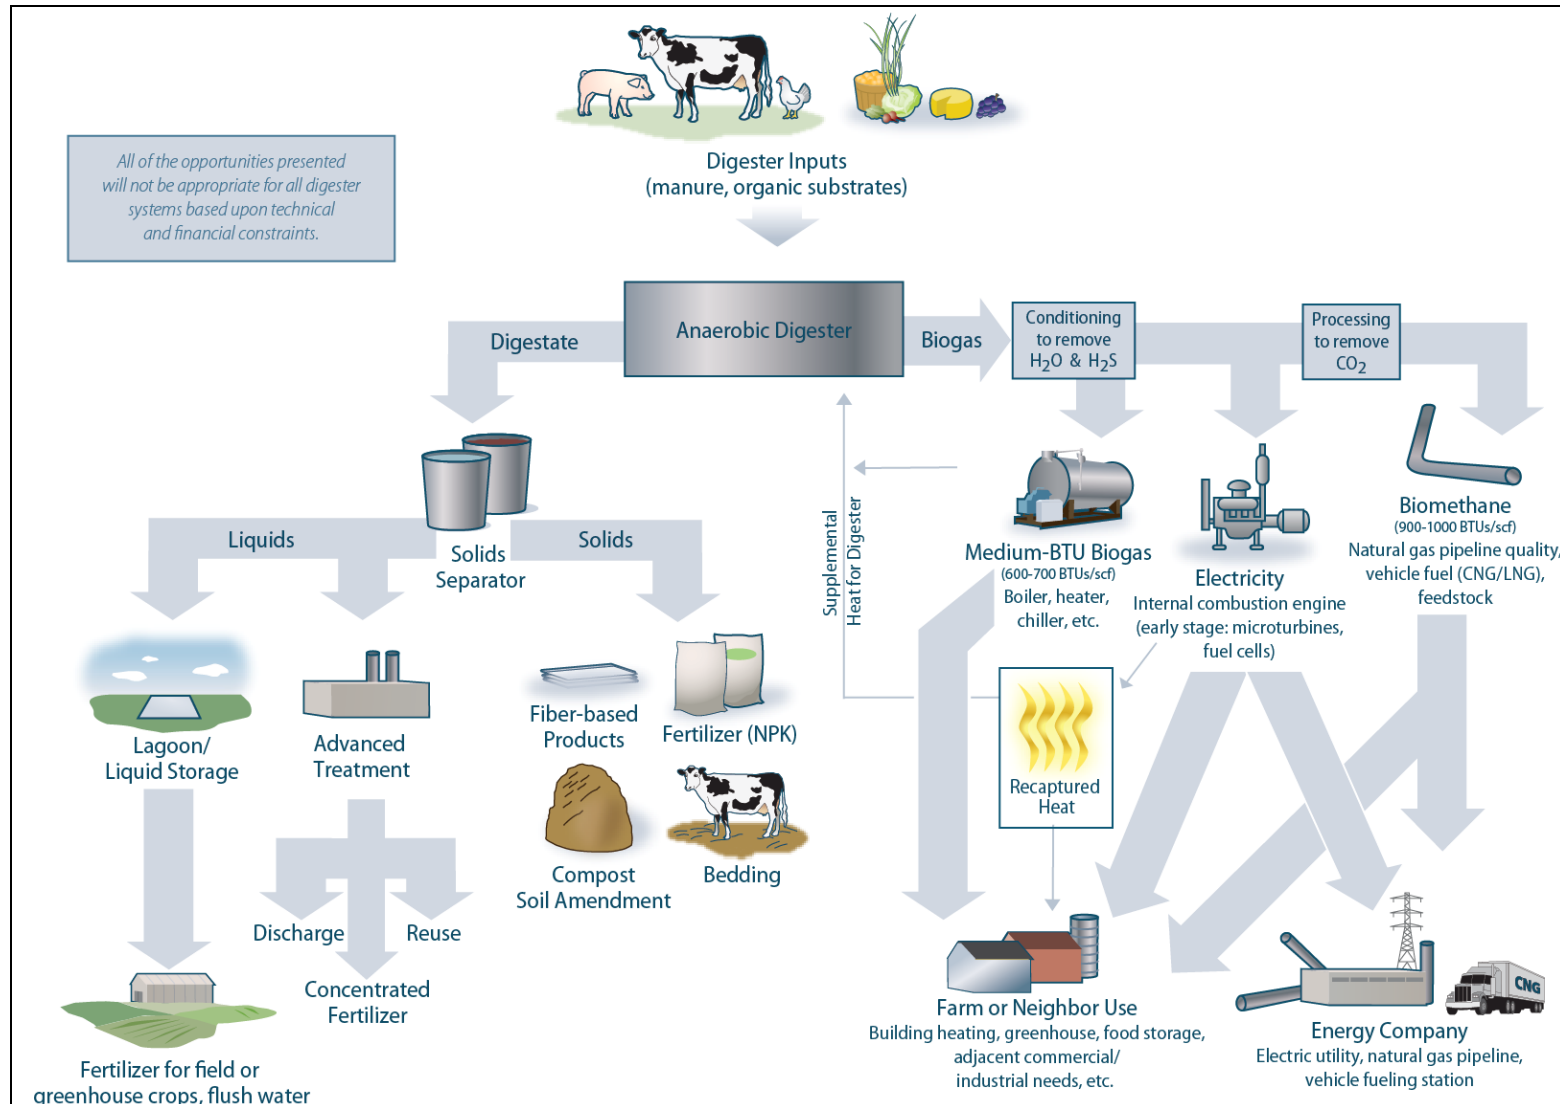 All of the opportunities presented
will not be appropriate for all digester
systems based upon technical
and financial constraints.
Digester Inputs
(manure, organic substrates)
Anaerobic Digester
Digestate
Biogas
Conditioning
to remove
H₂O & H₂S
Processing
to remove
CO₂
Solids
Separator
Liquids
Solids
Lagoon/
Liquid Storage
Advanced
Treatment
Fiber-based
Products
Fertilizer (NPK)
Compost
Soil Amendment
Bedding
Discharge
Reuse
Concentrated
Fertilizer
Fertilizer for field or
greenhouse crops, flush water
Supplemental
Heat for Digester
Medium-BTU Biogas
(600-700 BTUs/scf)
Boiler, heater,
chiller, etc.
Electricity
Internal combustion engine
(early stage: microturbines,
fuel cells)
Biomethane
(900-1000 BTUs/scf)
Natural gas pipeline quality,
vehicle fuel (CNG/LNG),
feedstock
Recaptured
Heat
Farm or Neighbor Use
Building heating, greenhouse, food storage,
adjacent commercial/
industrial needs, etc.
CNG
Energy Company
Electric utility, natural gas pipeline,
vehicle fueling station